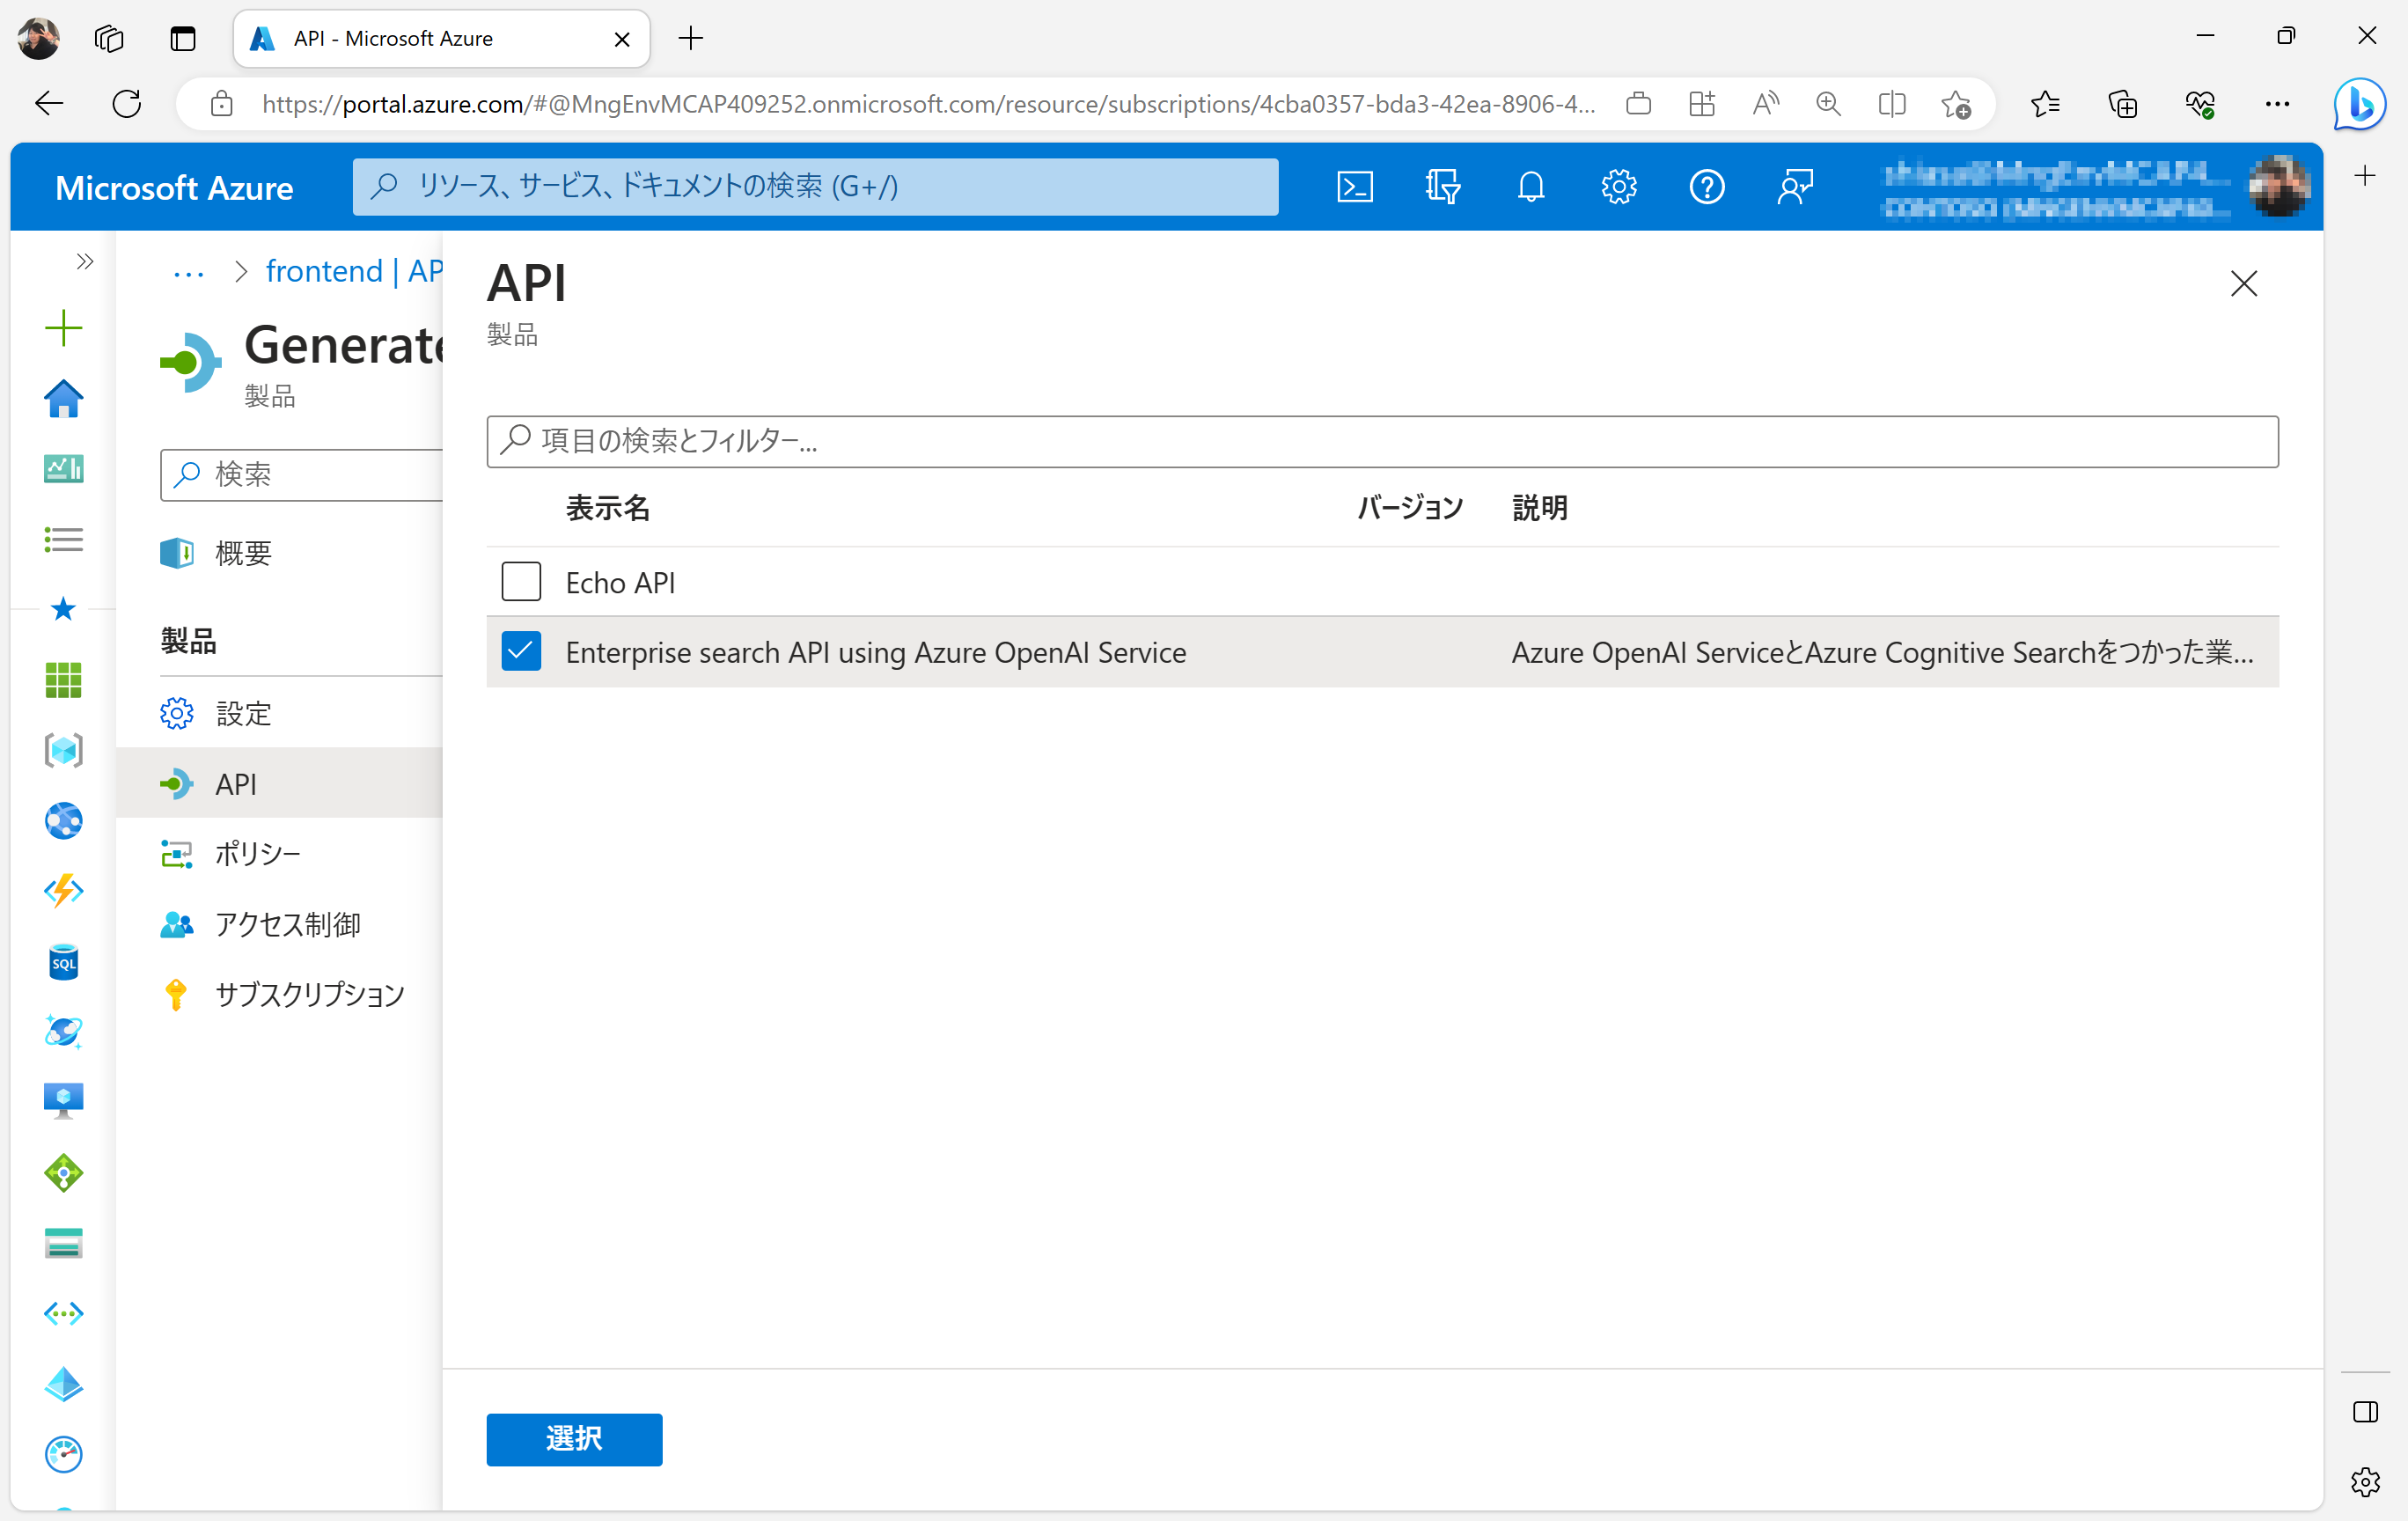 API - Microsoft Azure
https://portal.azure.com/#@MngEnvMCAP409252.onmicrosoft.com/resource/subscriptions/4cba0357-bda3-42ea-8906-4...
Microsoft Azure
リソース、サービス、ドキュメントの検索 (G+/)
... > frontend | AP
Generate
製品
検索
概要
製品
設定
API
ポリシー
アクセス制御
SQL
サブスクリプション
API
製品
項目の検索とフィルター...
表示名 バージョン 説明
Echo API
Enterprise search API using Azure OpenAI Service Azure OpenAI ServiceとAzure Cognitive Searchをつかった業...
選択